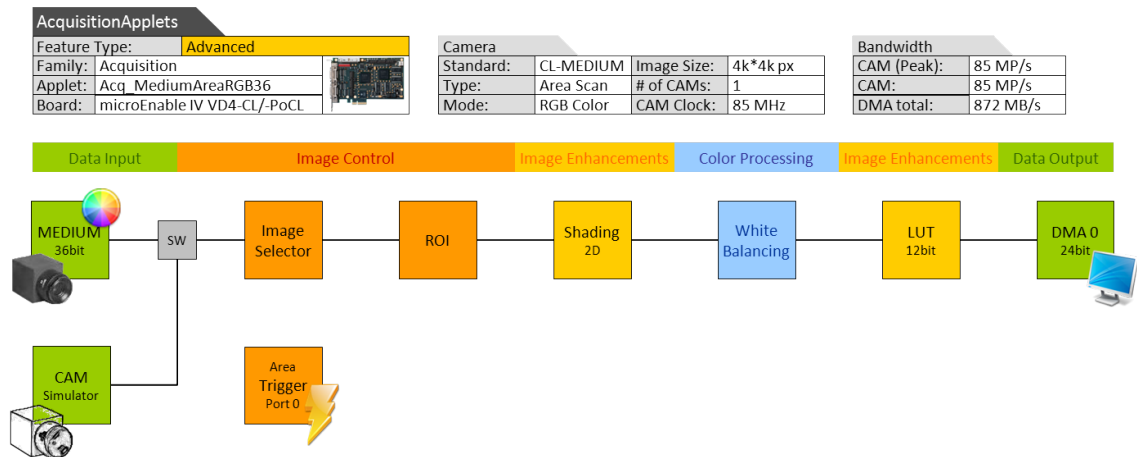 AcquisitionApplets
Feature Type: Advanced
Family: Acquisition
Applet: Acq_MediumAreaRGB36
Board: microEnable IV VD4-CL/-PoCL
Camera
Standard: CL-MEDIUM Image Size: 4k*4k px
Type: Area Scan # of CAMs: 1
Mode: RGB Color CAM Clock: 85 MHz
Bandwidth
CAM (Peak): 85 MP/s
CAM: 85 MP/s
DMA total: 872 MB/s
Data Input Image Control Image Enhancements Color Processing Image Enhancements Data Output
MEDIUM
36bit
SW
Image
Selector
ROI
Shading
2D
White
Balancing
LUT
12bit
DMA 0
24bit
CAM
Simulator
Area
Trigger
Port 0